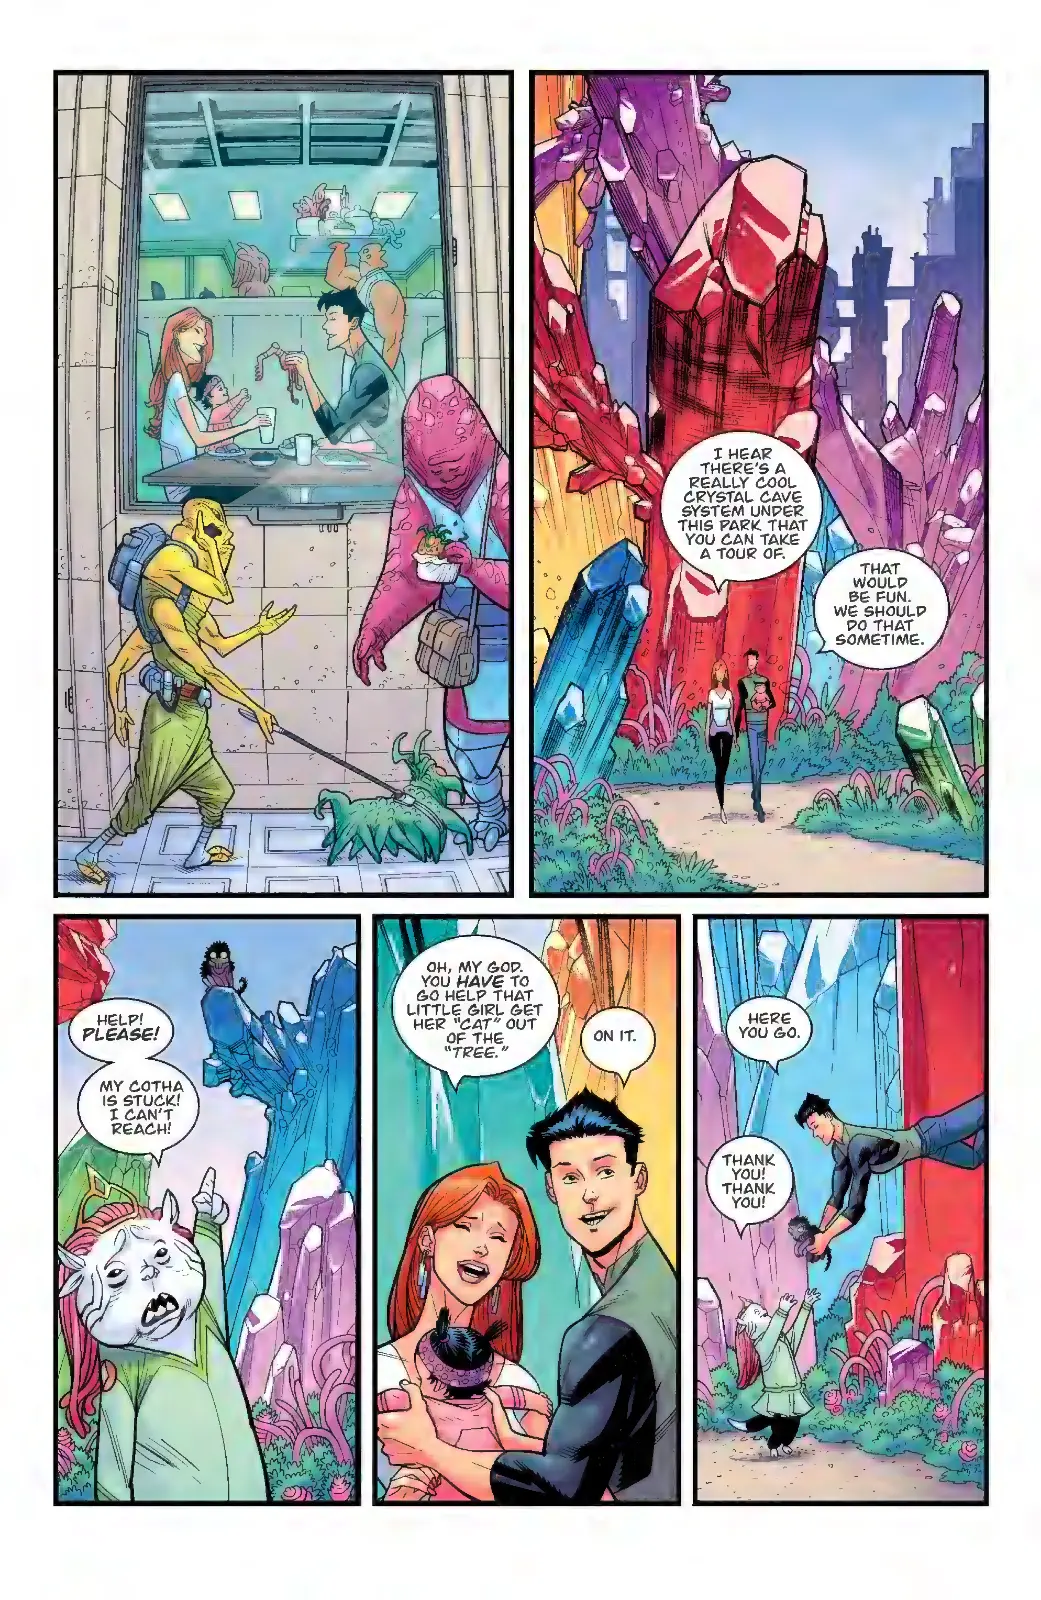 I HEAR
THERE'S A
REALLY COOL
CRYSTAL CAVE
SYSTEM UNDER
THIS PARK THAT
YOU CAN TAKE
A TOUR OF.
THAT
WOULD
BE FUN.
WE SHOULD
DO THAT
SOMETIME.
HELP!
PLEASE!
MY GOTHA
IS STUCK!
I CAN'T
REACH!
OH, MY GOD.
YOU HAVE TO
GO HELP THAT
LITTLE GIRL GET
HER "CAT" OUT
OF THE
"TREE."
ON IT.
HERE
YOU GO.
THANK
YOU!
THANK
YOU!